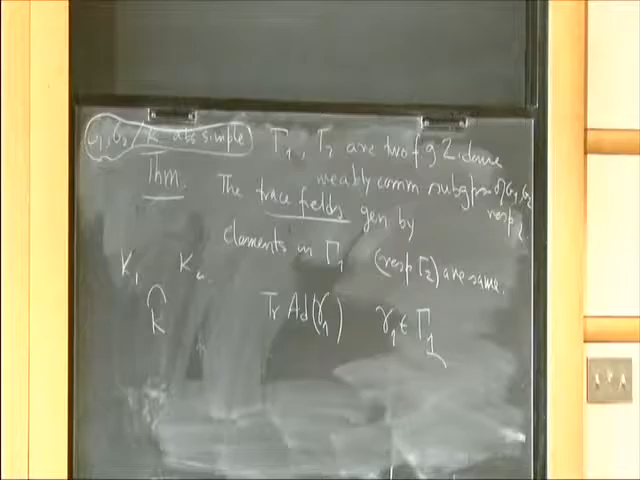 G₁, G₂ / K abs simple Γ₁, Γ₂ are two f g Z. dense
Thm. weakly comm subgps of G₁, G₂ resp.
The trace fields gen by
elements in Γ₁ (resp Γ₂) are same.
K₁ K₂
K
Tr Ad(γ₁) γ₁ ∈ Γ₁